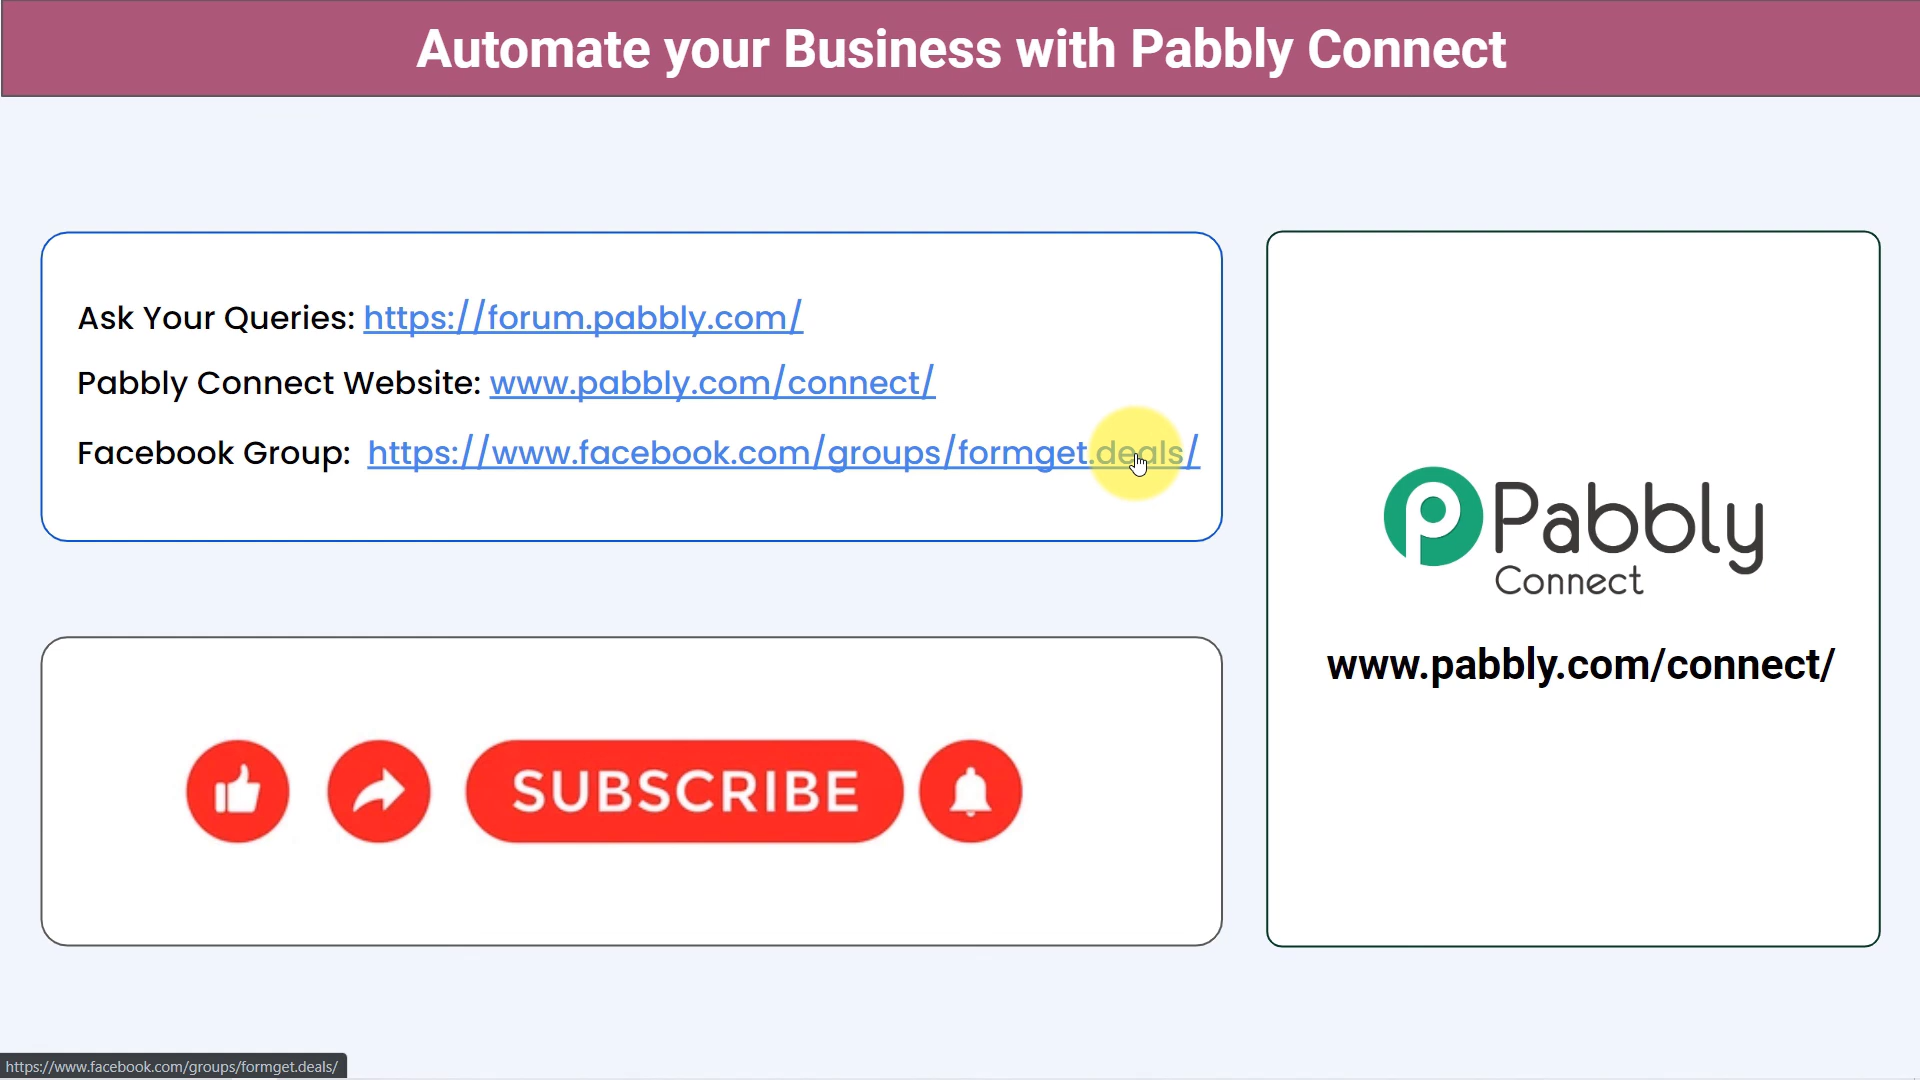 Automate your Business with Pabbly Connect
Ask Your Queries: https://forum.pabbly.com/
Pabbly Connect Website: www.pabbly.com/connect/
Facebook Group: https://www.facebook.com/groups/formget.deals/
Pabbly
Connect
www.pabbly.com/connect/
SUBSCRIBE
https://www.facebook.com/groups/formget.deals/